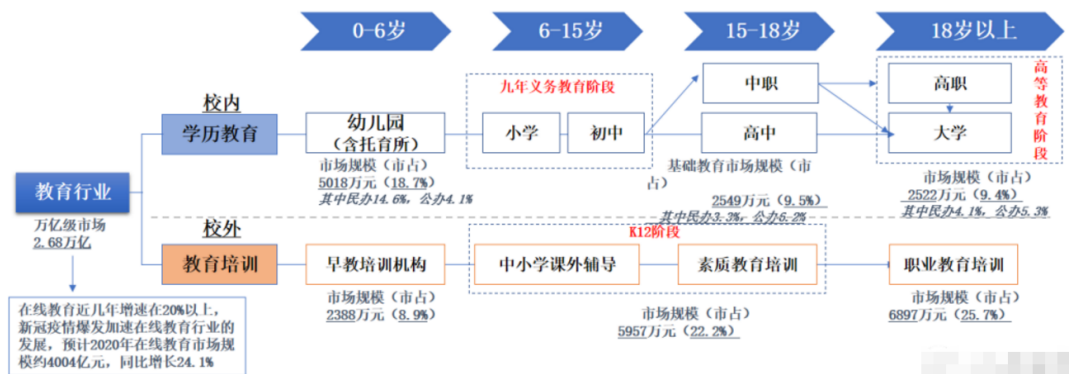 0-6岁
6-15岁
15-18岁
18岁以上
校内
学历教育
幼儿园
（含托育所）
九年义务教育阶段
小学
初中
中职
高中
高职
大学
高等教育阶段
市场规模（市占）
5018万元（18.7%）
其中民办14.6%，公办4.1%
基础教育市场规模（市
占）
2549万元（9.5%）
其中民办3.3%，公办6.2%
市场规模（市占）
2522万元（9.4%）
其中民办4.1%，公办5.3%
教育行业
万亿级市场
2.68万亿
校外
教育培训
早教培训机构
K12阶段
中小学课外辅导
素质教育培训
职业教育培训
市场规模（市占）
2388万元（8.9%）
市场规模（市占）
5957万元（22.2%）
市场规模（市占）
6897万元（25.7%）
在线教育近几年增速在20%以上，
新冠疫情爆发加速在线教育行业的
发展，预计2020年在线教育市场规
模约4004亿元，同比增长24.1%